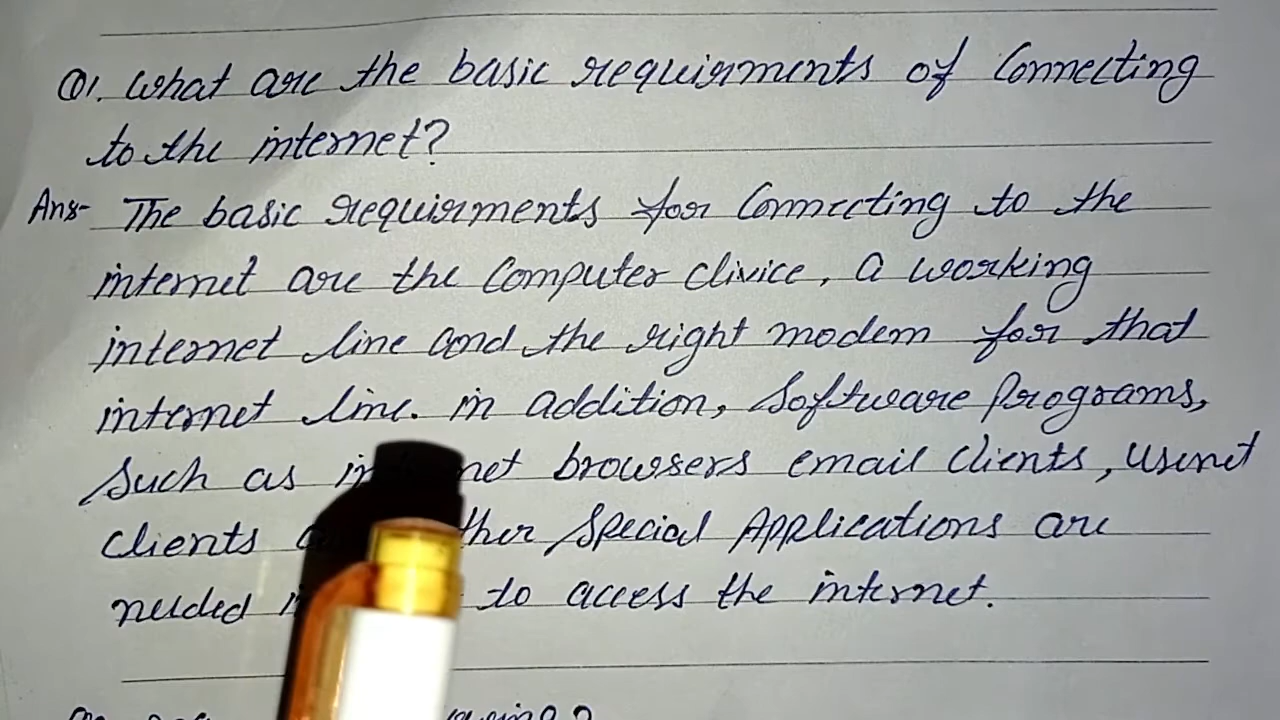 Q1. What are the basic requirments of Connecting
to the internet?
Ans- The basic requirments for Connecting to the
internet are the Computer clivice, a working
internet line and the right modem for that
internet line. in addition, Software Programs,
Such as net browsers email Clients, usenet
clients Special Applications are
needed to access the internet.